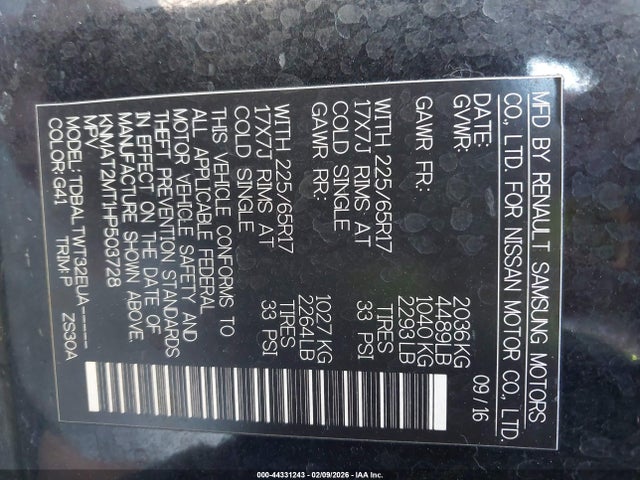 MFD BY RENAULT SAMSUNG MOTORS
CO., LTD. FOR NISSAN MOTOR CO., LTD.
DATE: 09/16
GVWR: 2036KG
4489LB
GAWR FR: 1040KG
2293LB
WITH 225/65R17 TIRES
17X7J RIMS AT 33 PSI
COLD SINGLE
GAWR RR: 1027KG
2264LB
WITH 225/65R17 TIRES
17X7J RIMS AT 33 PSI
COLD SINGLE
THIS VEHICLE CONFORMS TO
ALL APPLICABLE FEDERAL
MOTOR VEHICLE SAFETY AND
THEFT PREVENTION STANDARDS
IN EFFECT ON THE DATE OF
MANUFACTURE SHOWN ABOVE.
KNMAT2MT1HP503728
MPV
MODEL:TDBALTWT32EUA-----
COLOR:G41 TRIM:P ZS30A
000-44331243 - 02/09/2026 - ©IAAI, Inc.